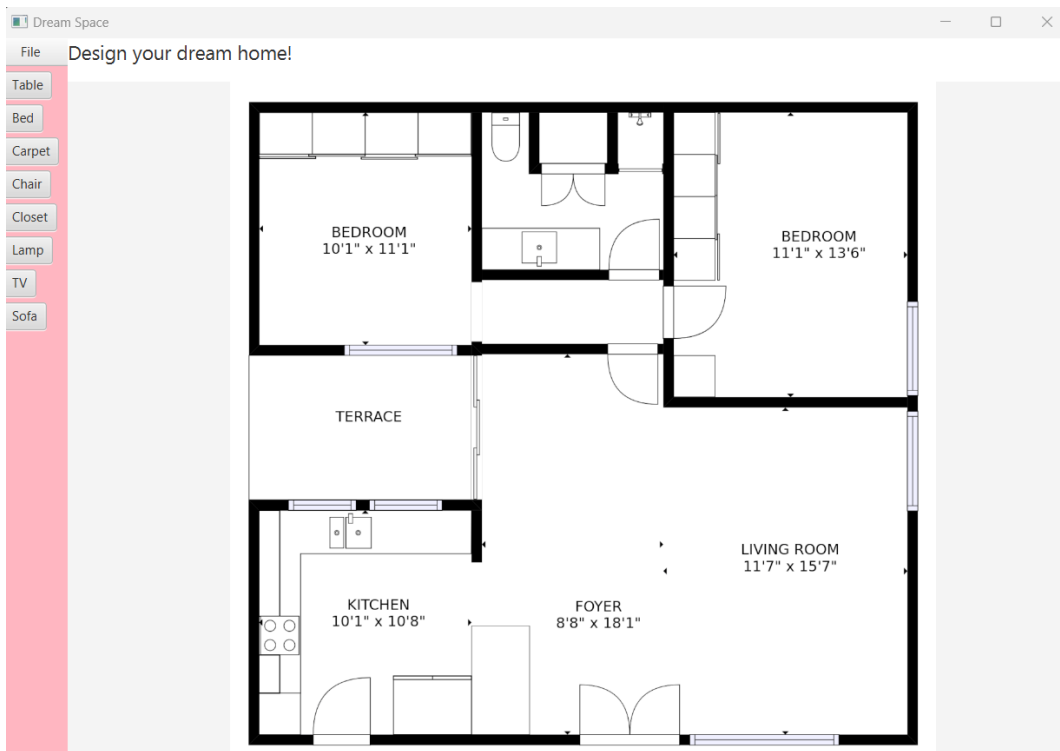 Dream Space
File
Design your dream home!
Table
Bed
Carpet
Chair
Closet
Lamp
TV
Sofa
BEDROOM
10'1" x 11'1"
BEDROOM
11'1" x 13'6"
TERRACE
LIVING ROOM
11'7" x 15'7"
KITCHEN
10'1" x 10'8"
FOYER
8'8" x 18'1"